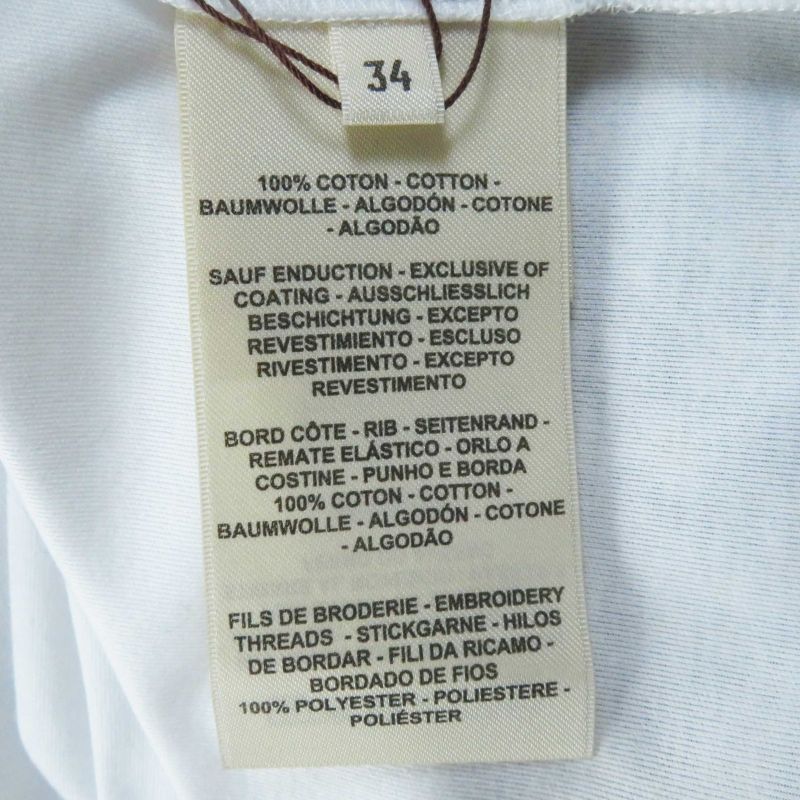 34
100% COTON - COTTON -
BAUMWOLLE - ALGODÓN - COTONE
- ALGODÃO
SAUF ENDUCTION - EXCLUSIVE OF
COATING - AUSSCHLIESSLICH
BESCHICHTUNG - EXCEPTO
REVESTIMIENTO - ESCLUSO
RIVESTIMENTO - EXCEPTO
REVESTIMENTO
BORD CÔTE - RIB - SEITENRAND -
REMATE ELÁSTICO - ORLO A
COSTINE - PUNHO E BORDA
100% COTON - COTTON -
BAUMWOLLE - ALGODÓN - COTONE
- ALGODÃO
FILS DE BRODERIE - EMBROIDERY
THREADS - STICKGARNE - HILOS
DE BORDAR - FILI DA RICAMO -
BORDADO DE FIOS
100% POLYESTER - POLIESTERE -
POLIÉSTER